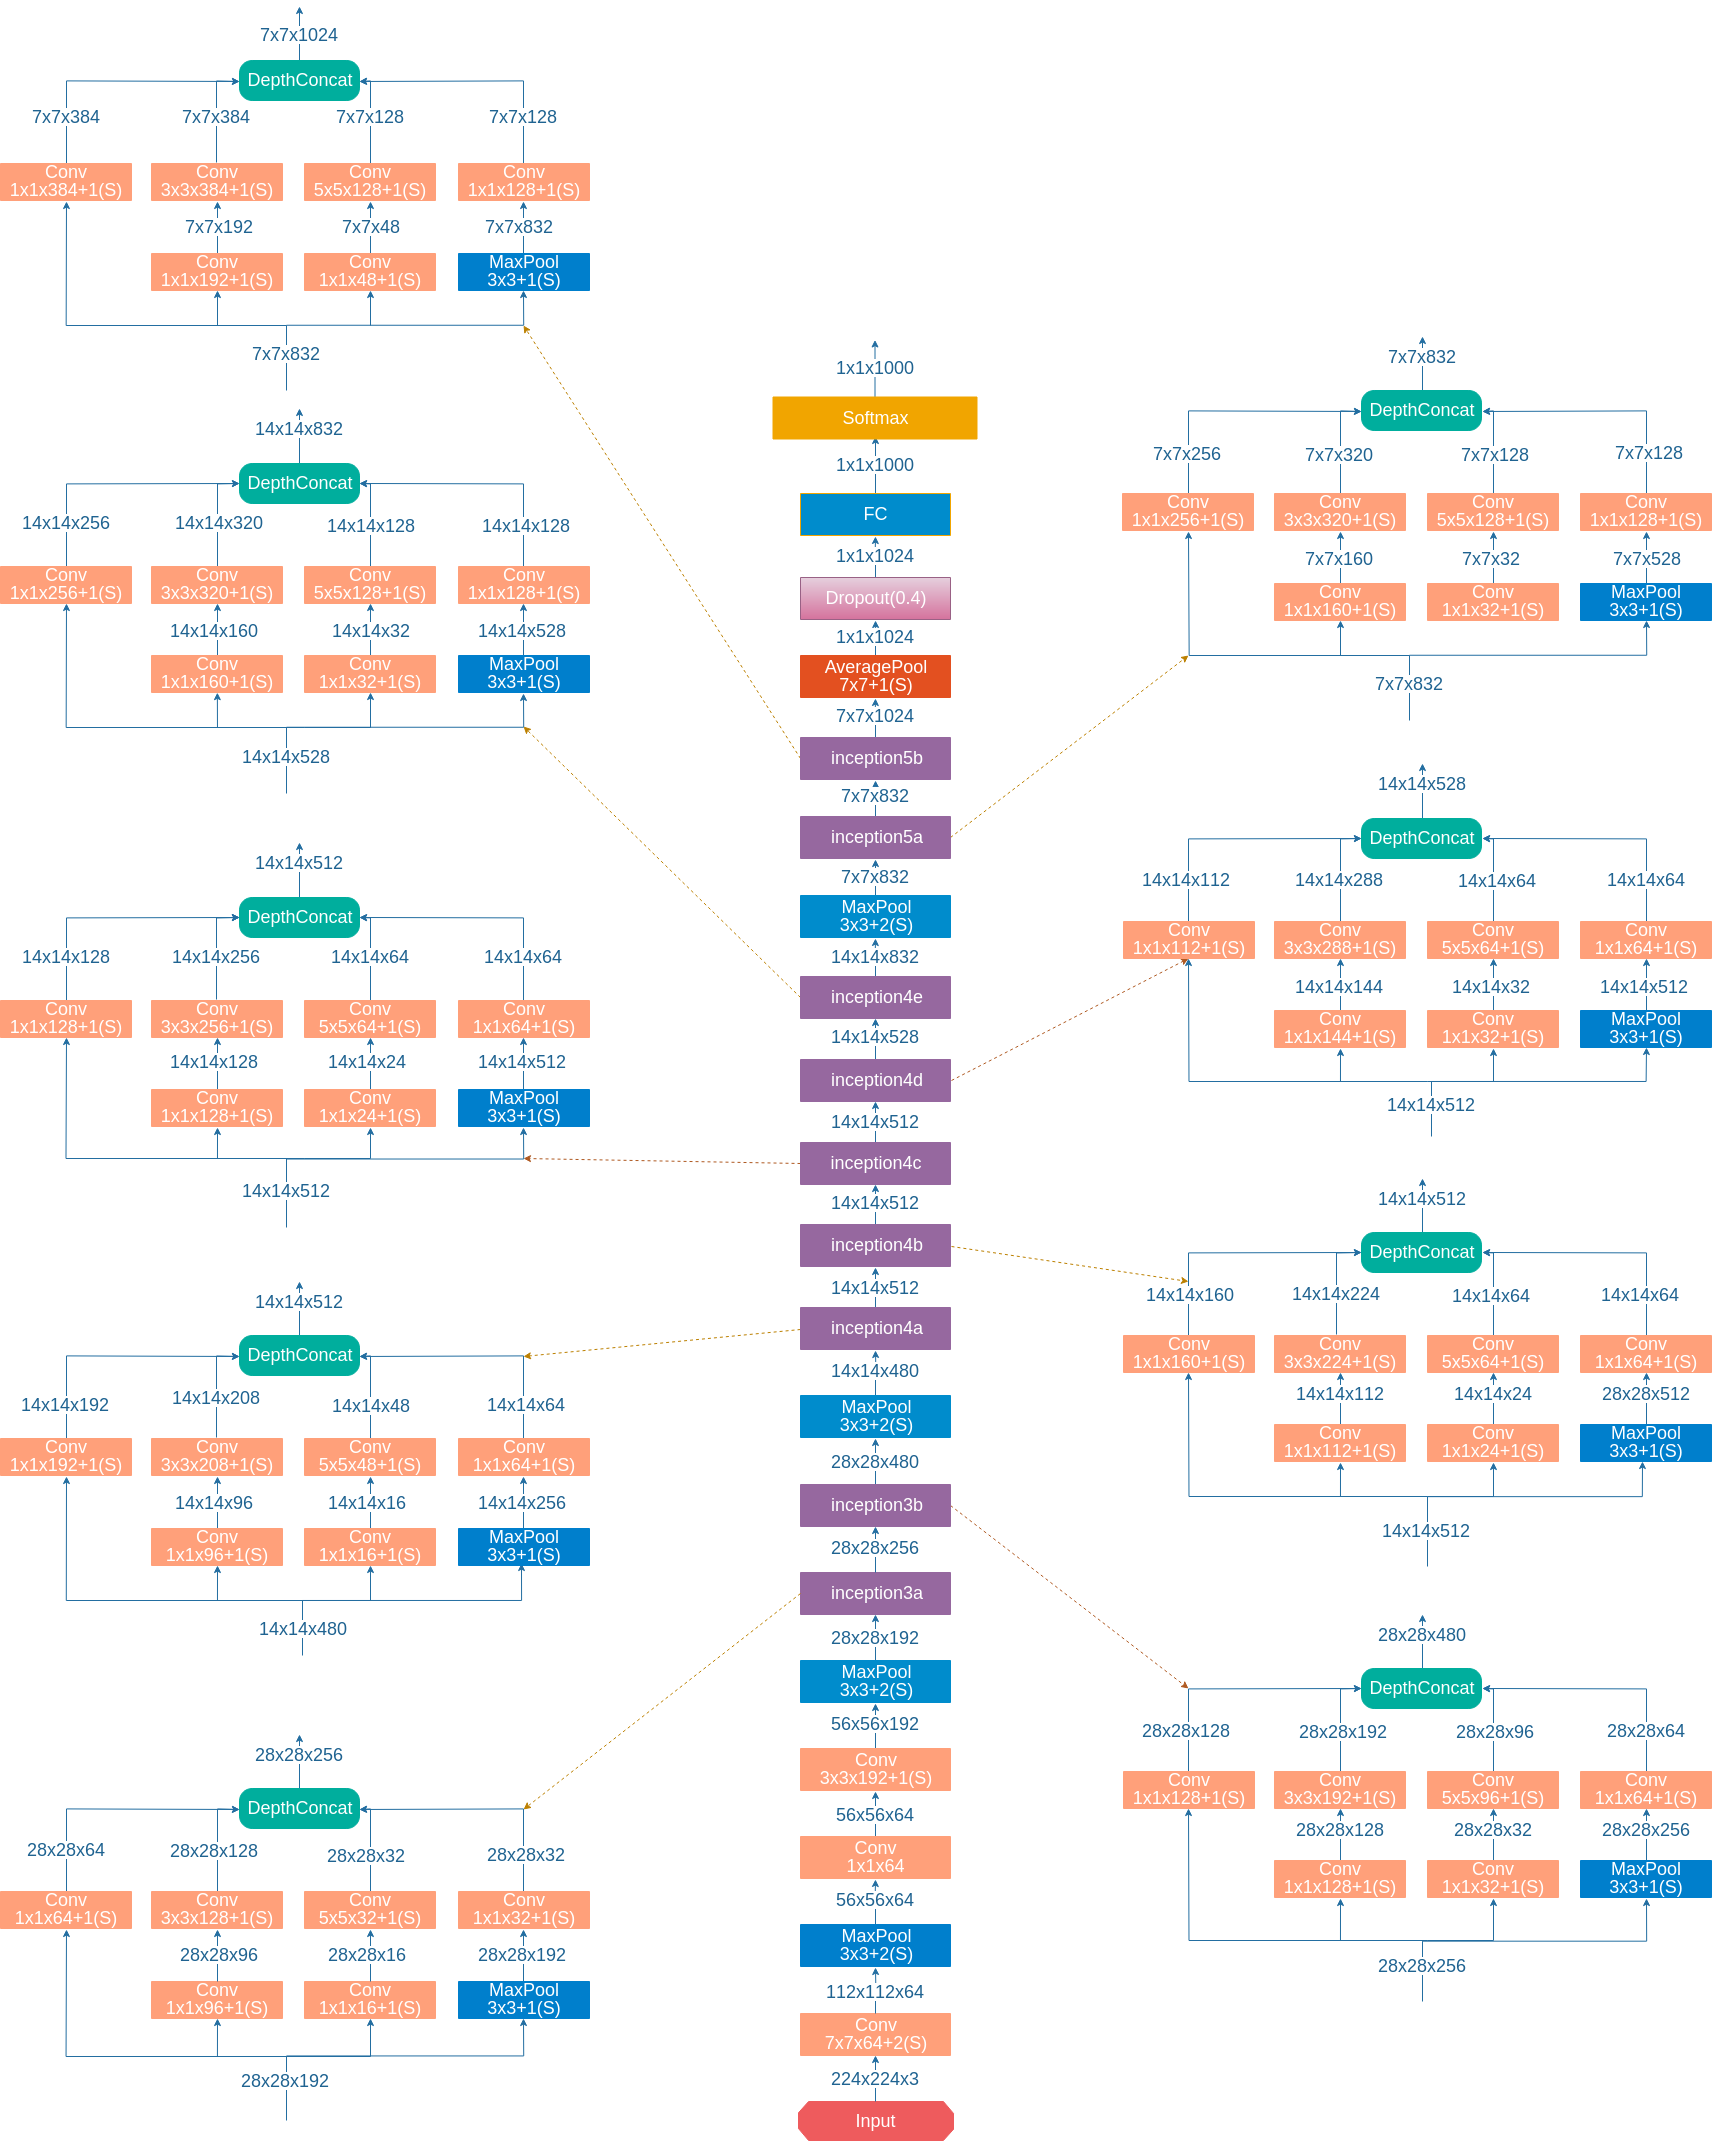 7x7x1024
DepthConcat
7x7x384
7x7x384
7x7x128
7x7x128
Conv
1x1x384+1(S)
Conv
3x3x384+1(S)
Conv
5x5x128+1(S)
Conv
1x1x128+1(S)
7x7x192
7x7x48
7x7x832
Conv
1x1x192+1(S)
Conv
1x1x48+1(S)
MaxPool
3x3+1(S)
7x7x832
14x14x832
DepthConcat
14x14x256
14x14x320
14x14x128
14x14x128
Conv
1x1x256+1(S)
Conv
3x3x320+1(S)
Conv
5x5x128+1(S)
Conv
1x1x128+1(S)
14x14x160
14x14x32
14x14x528
Conv
1x1x160+1(S)
Conv
1x1x32+1(S)
MaxPool
3x3+1(S)
14x14x528
14x14x512
DepthConcat
14x14x128
14x14x256
14x14x64
14x14x64
Conv
1x1x128+1(S)
Conv
3x3x256+1(S)
Conv
5x5x64+1(S)
Conv
1x1x64+1(S)
14x14x128
14x14x24
14x14x512
Conv
1x1x128+1(S)
Conv
1x1x24+1(S)
MaxPool
3x3+1(S)
14x14x512
14x14x512
DepthConcat
14x14x192
14x14x208
14x14x48
14x14x64
Conv
1x1x192+1(S)
Conv
3x3x208+1(S)
Conv
5x5x48+1(S)
Conv
1x1x64+1(S)
14x14x96
14x14x16
14x14x256
Conv
1x1x96+1(S)
Conv
1x1x16+1(S)
MaxPool
3x3+1(S)
14x14x480
28x28x256
DepthConcat
28x28x64
28x28x128
28x28x32
28x28x32
Conv
1x1x64+1(S)
Conv
3x3x128+1(S)
Conv
5x5x32+1(S)
Conv
1x1x32+1(S)
28x28x96
28x28x16
28x28x192
Conv
1x1x96+1(S)
Conv
1x1x16+1(S)
MaxPool
3x3+1(S)
28x28x192
1x1x1000
Softmax
1x1x1000
FC
1x1x1024
Dropout(0.4)
1x1x1024
AveragePool
7x7+1(S)
7x7x1024
inception5b
7x7x832
inception5a
7x7x832
MaxPool
3x3+2(S)
14x14x832
inception4e
14x14x528
inception4d
14x14x512
inception4c
14x14x512
inception4b
14x14x512
inception4a
14x14x480
MaxPool
3x3+2(S)
28x28x480
inception3b
28x28x256
inception3a
28x28x192
MaxPool
3x3+2(S)
56x56x192
Conv
3x3x192+1(S)
56x56x64
Conv
1x1x64
56x56x64
MaxPool
3x3+2(S)
112x112x64
Conv
7x7x64+2(S)
224x224x3
Input
7x7x832
DepthConcat
7x7x256
7x7x320
7x7x128
7x7x128
Conv
1x1x256+1(S)
Conv
3x3x320+1(S)
Conv
5x5x128+1(S)
Conv
1x1x128+1(S)
7x7x160
7x7x32
7x7x528
Conv
1x1x160+1(S)
Conv
1x1x32+1(S)
MaxPool
3x3+1(S)
7x7x832
14x14x528
DepthConcat
14x14x112
14x14x288
14x14x64
14x14x64
Conv
1x1x112+1(S)
Conv
3x3x288+1(S)
Conv
5x5x64+1(S)
Conv
1x1x64+1(S)
14x14x144
14x14x32
14x14x512
Conv
1x1x144+1(S)
Conv
1x1x32+1(S)
MaxPool
3x3+1(S)
14x14x512
14x14x512
DepthConcat
14x14x160
14x14x224
14x14x64
14x14x64
Conv
1x1x160+1(S)
Conv
3x3x224+1(S)
Conv
5x5x64+1(S)
Conv
1x1x64+1(S)
14x14x112
14x14x24
28x28x512
Conv
1x1x112+1(S)
Conv
1x1x24+1(S)
MaxPool
3x3+1(S)
14x14x512
28x28x480
DepthConcat
28x28x128
28x28x192
28x28x96
28x28x64
Conv
1x1x128+1(S)
Conv
3x3x192+1(S)
Conv
5x5x96+1(S)
Conv
1x1x64+1(S)
28x28x128
28x28x32
28x28x256
Conv
1x1x128+1(S)
Conv
1x1x32+1(S)
MaxPool
3x3+1(S)
28x28x256